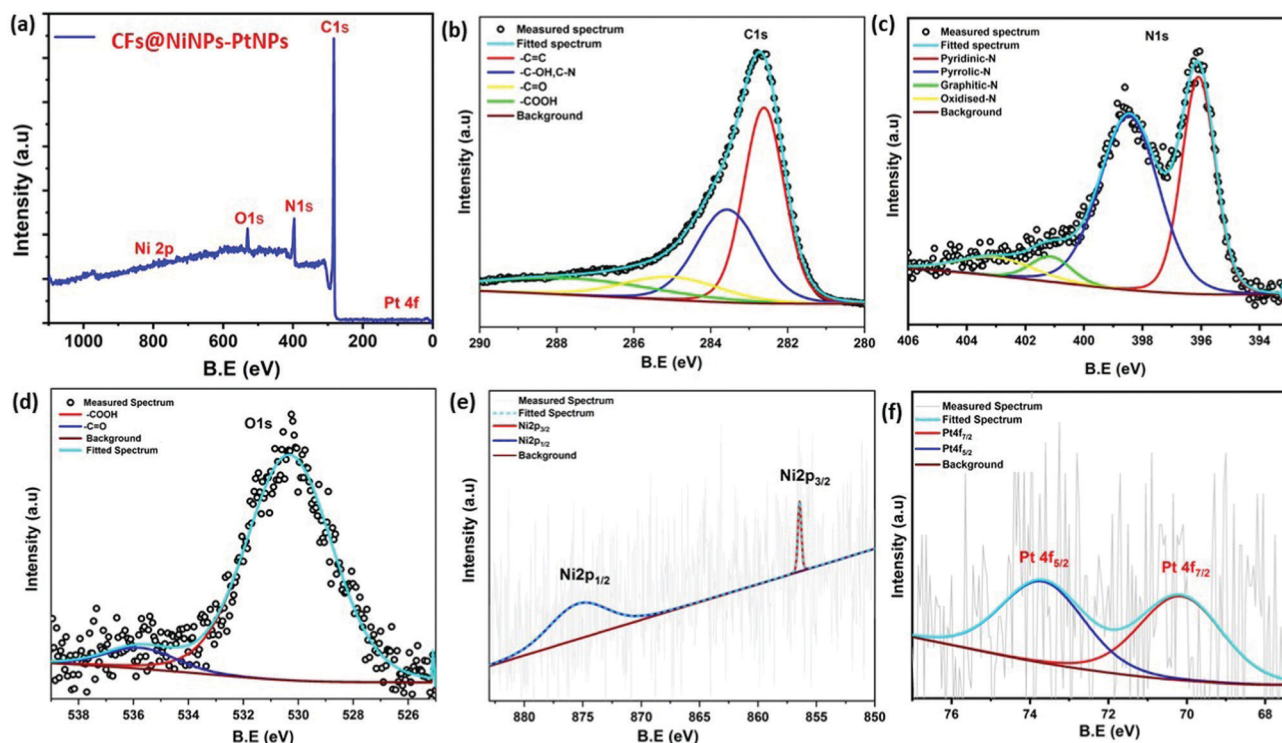 (a)
CFs@NiNPs-PtNPs
C1s
O1s
N1s
Ni 2p
Pt 4f
Intensity (a.u)
1000 800 600 400 200 0
B.E (eV)
(b)
Measured spectrum
Fitted spectrum
-C=C
-C-OH,C-N
-C=O
-COOH
Background
C1s
Intensity (a.u)
290 288 286 284 282 280
B.E (eV)
(c)
Measured spectrum
Fitted spectrum
Pyridinic-N
Pyrrolic-N
Graphitic-N
Oxidised-N
Background
N1s
Intensity (a.u)
406 404 402 400 398 396 394
B.E (eV)
(d)
Measured Spectrum
-COOH
-C=O
Background
Fitted Spectrum
O1s
Intensity (a.u)
538 536 534 532 530 528 526
B.E (eV)
(e)
Measured Spectrum
Fitted Spectrum
Ni2p3/2
Ni2p1/2
Background
Ni2p3/2
Ni2p1/2
Intensity (a.u)
880 875 870 865 860 855 850
B.E (eV)
(f)
Measured Spectrum
Fitted Spectrum
Pt4f7/2
Pt4f5/2
Background
Pt 4f5/2
Pt 4f7/2
Intensity (a.u)
76 74 72 70 68
B.E (eV)